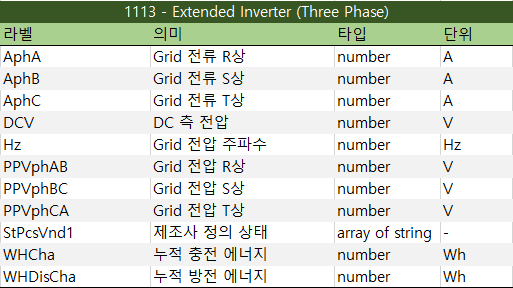 1113 - Extended Inverter (Three Phase)
라벨 의미 타입 단위
AphA Grid 전류 R상 number A
AphB Grid 전류 S상 number A
AphC Grid 전류 T상 number A
DCV DC 측 전압 number V
Hz Grid 전압 주파수 number Hz
PPVphAB Grid 전압 R상 number V
PPVphBC Grid 전압 S상 number V
PPVphCA Grid 전압 T상 number V
StPcsVnd1 제조사 정의 상태 array of string -
WHCha 누적 충전 에너지 number Wh
WHDisCha 누적 방전 에너지 number Wh